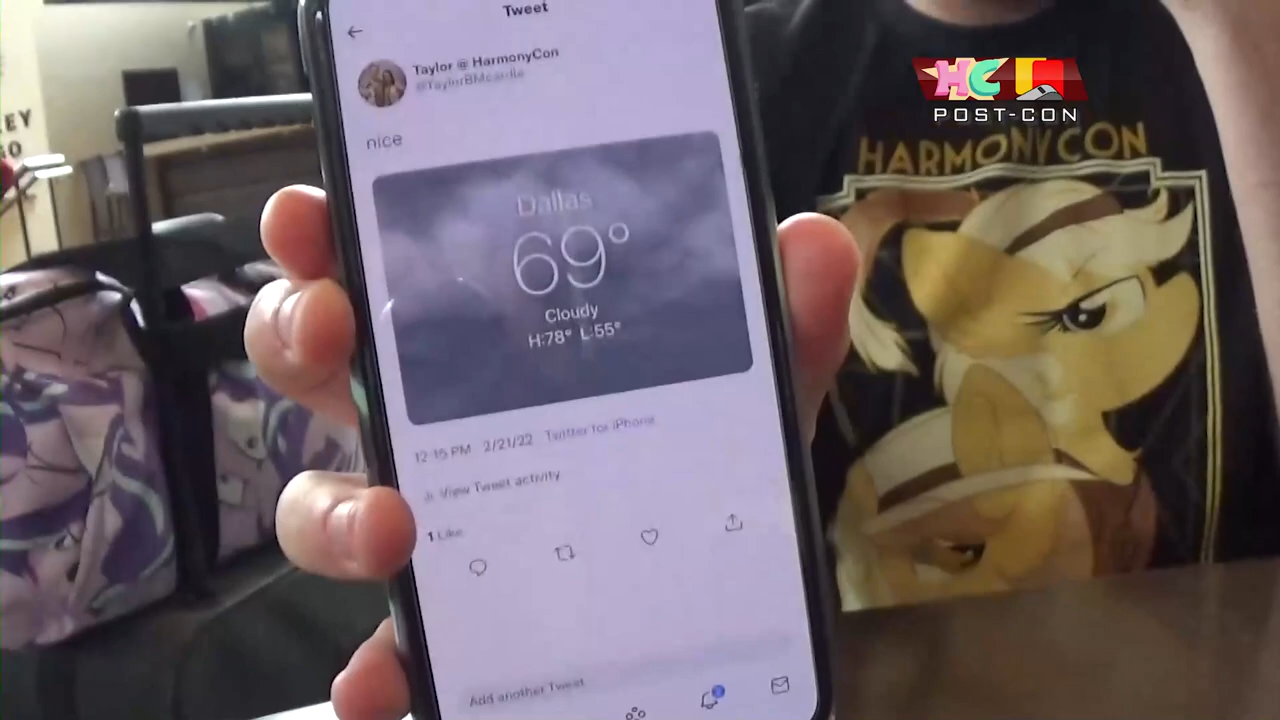 Tweet
Taylor @ HarmonyCon
@TaylorBMcardle
nice
Dallas
69°
Cloudy
H:78° L:55°
12:15 PM 2/21/22 Twitter for iPhone
View Tweet activity
1 Like
Add another Tweet
HC
POST-CON
HARMONYCON